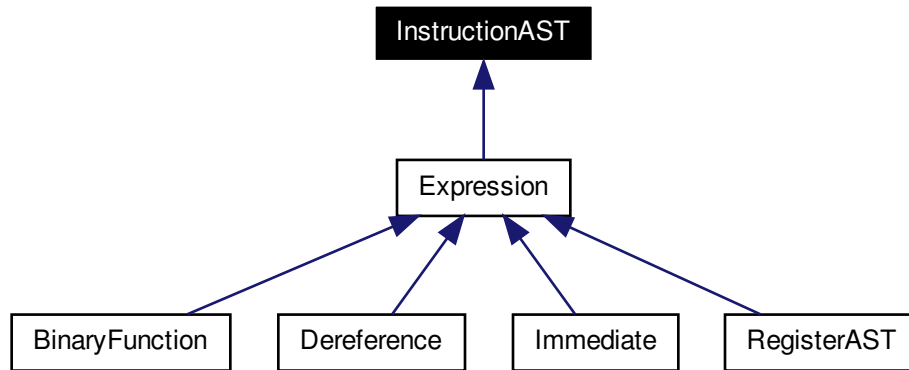 InstructionAST
Expression
BinaryFunction
Dereference
Immediate
RegisterAST